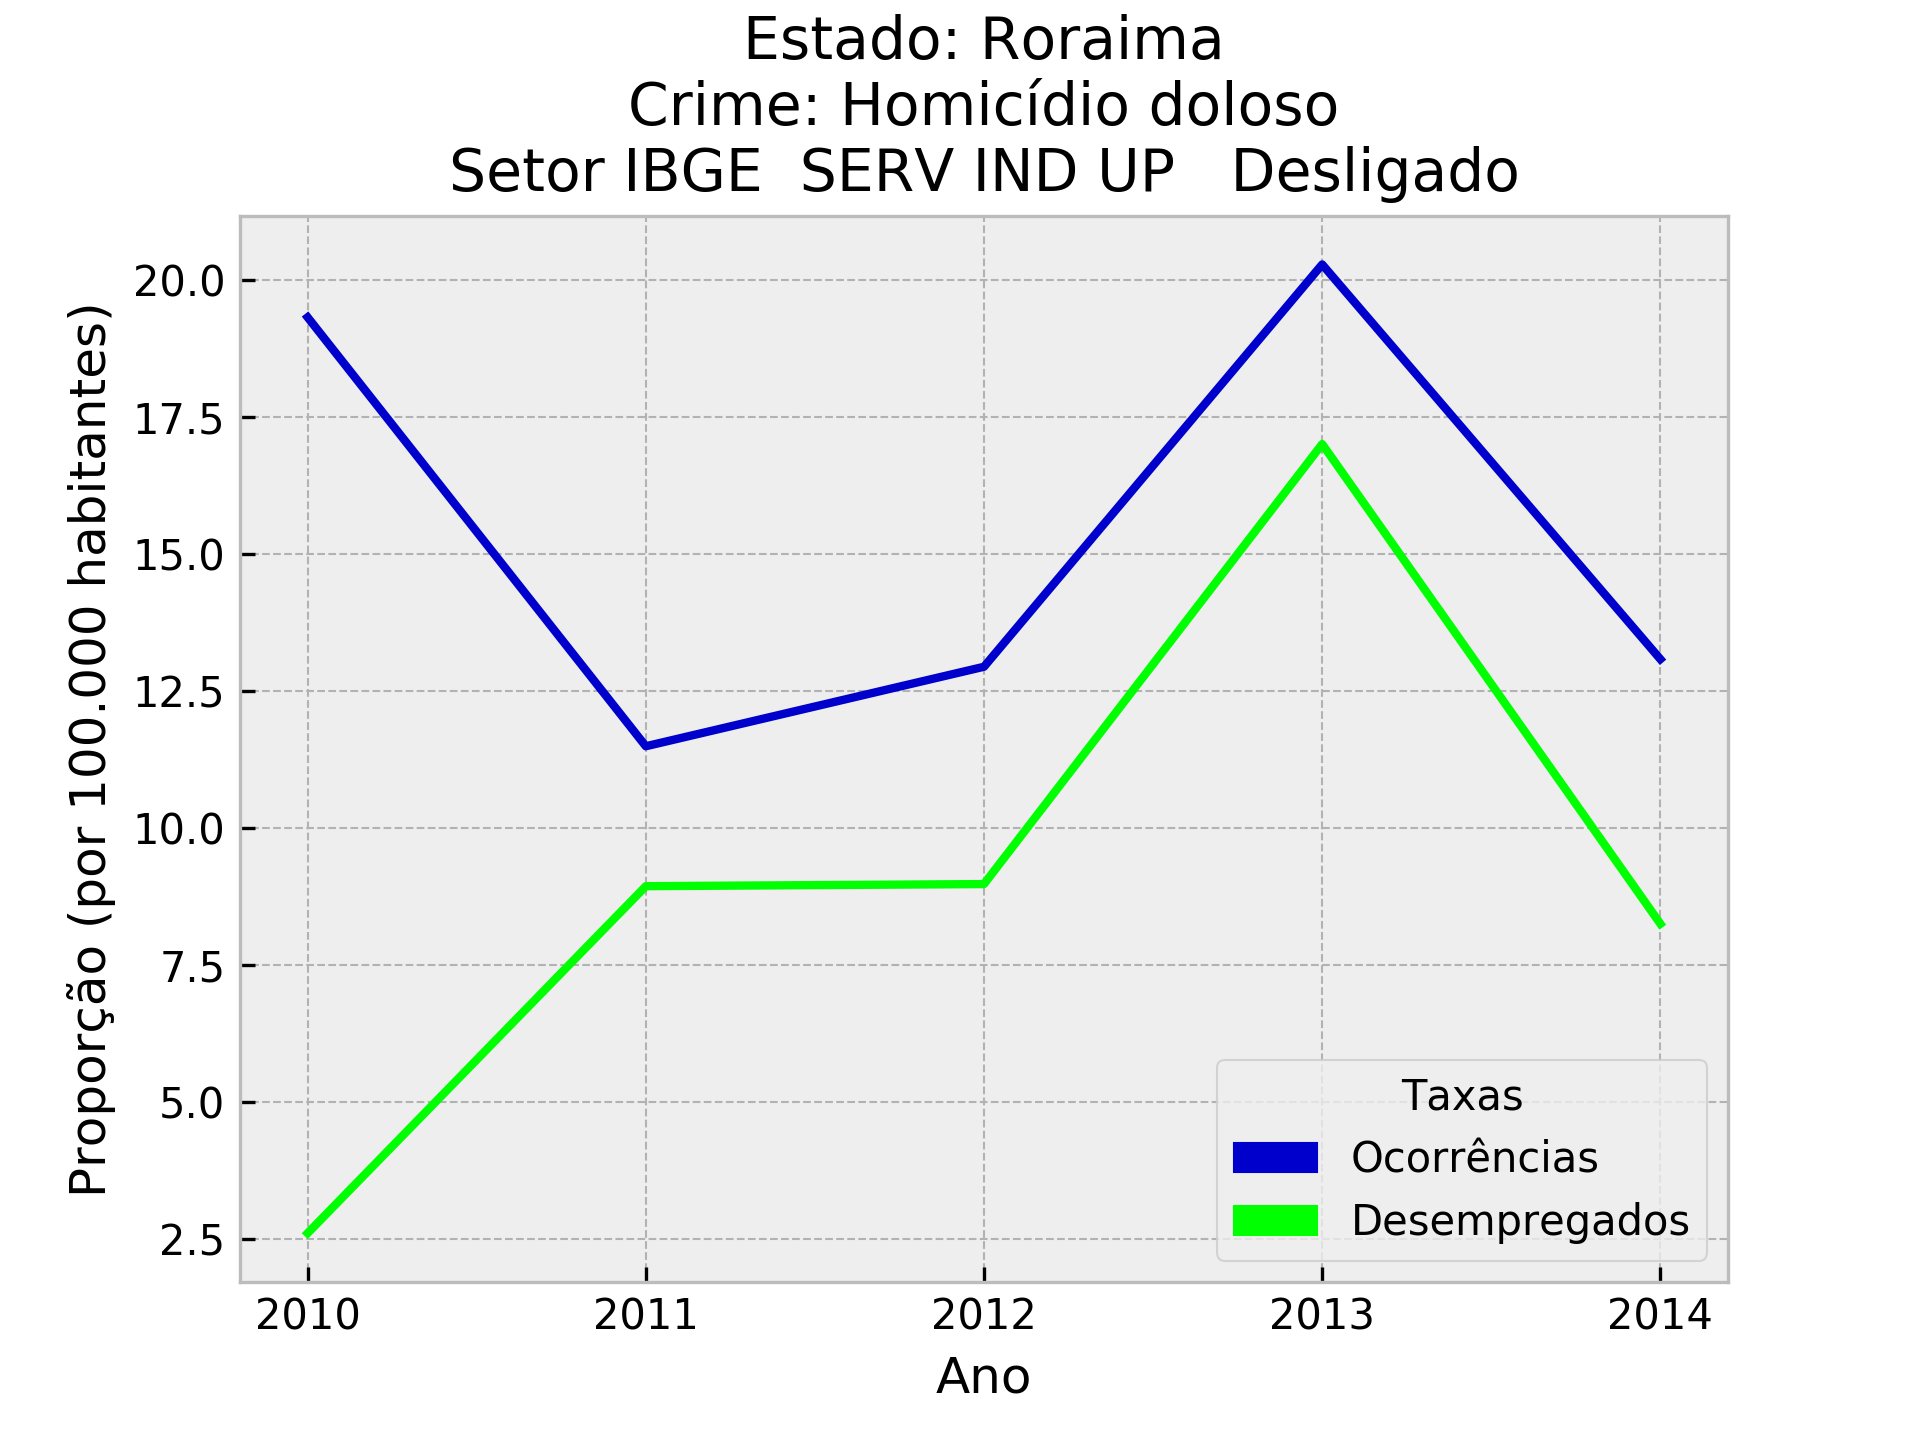 Estado: Roraima
Crime: Homicídio doloso
Setor IBGE  SERV IND UP   Desligado
Proporção (por 100.000 habitantes)
20.0
17.5
15.0
12.5
10.0
7.5
5.0
2.5
Taxas
Ocorrências
Desempregados
2010 2011 2012 2013 2014
Ano